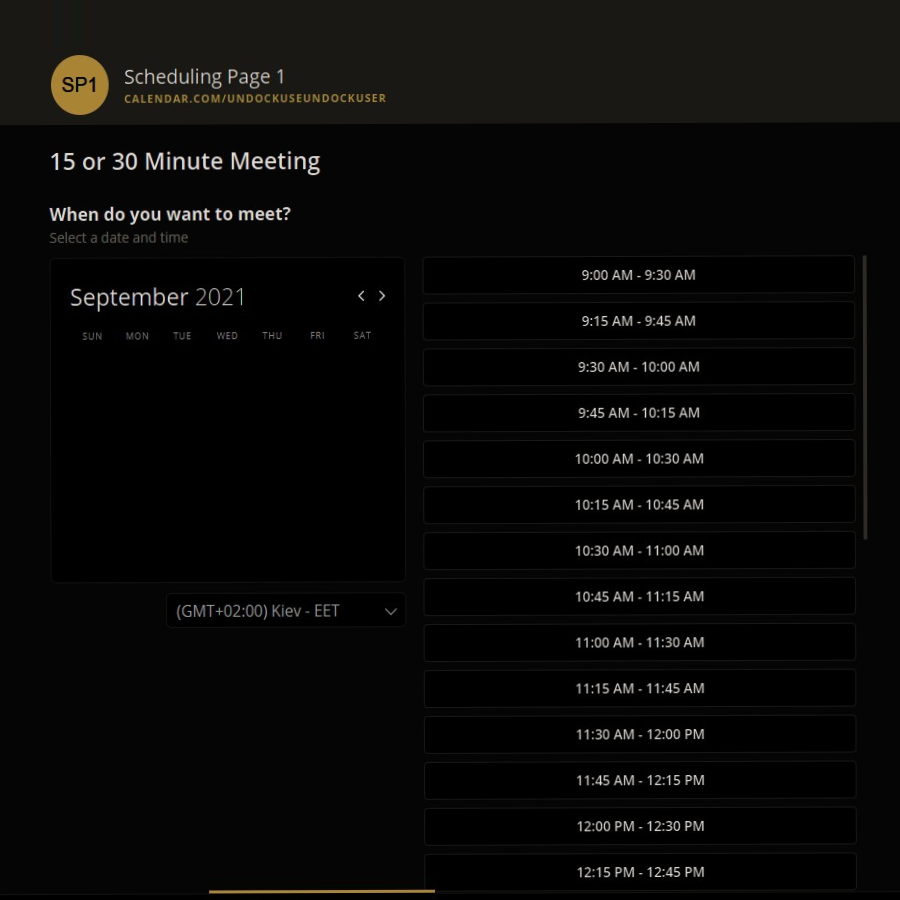 SP1
Scheduling Page 1
CALENDAR.COM/UNDOCKUSEUNDOCKUSER
15 or 30 Minute Meeting
When do you want to meet?
Select a date and time
September 2021
SUN MON TUE WED THU FRI SAT
(GMT+02:00) Kiev - EET
9:00 AM - 9:30 AM
9:15 AM - 9:45 AM
9:30 AM - 10:00 AM
9:45 AM - 10:15 AM
10:00 AM - 10:30 AM
10:15 AM - 10:45 AM
10:30 AM - 11:00 AM
10:45 AM - 11:15 AM
11:00 AM - 11:30 AM
11:15 AM - 11:45 AM
11:30 AM - 12:00 PM
11:45 AM - 12:15 PM
12:00 PM - 12:30 PM
12:15 PM - 12:45 PM